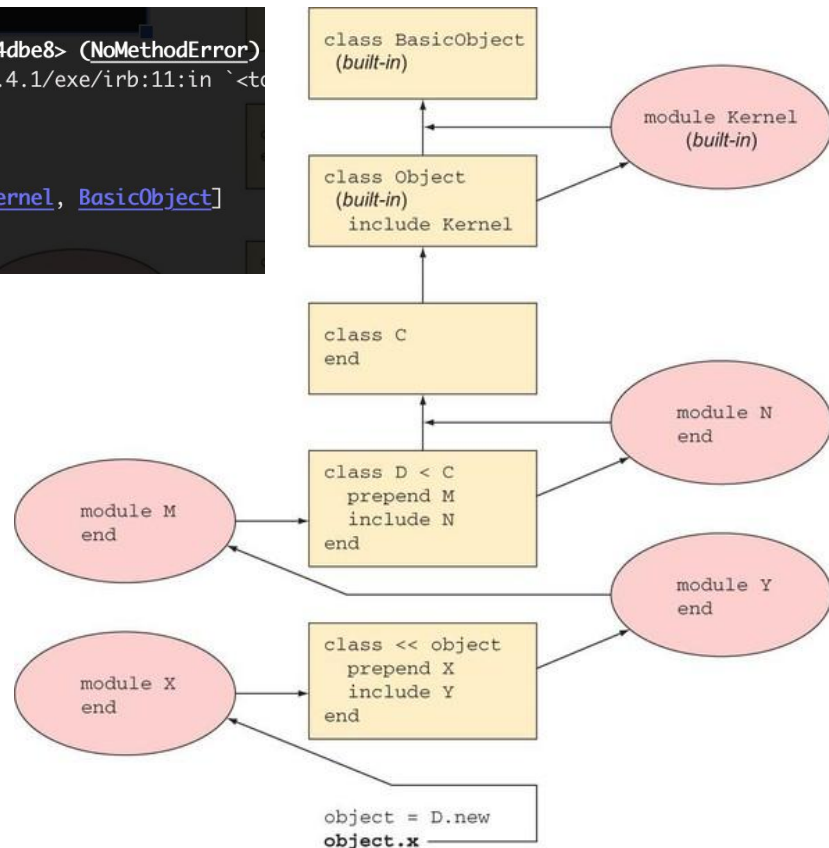 4dbe8> (NoMethodError)
.4.1/exe/irb:11:in `<to
ernel, BasicObject]
class BasicObject
(built-in)
module Kernel
(built-in)
class Object
(built-in)
include Kernel
class C
end
module N
end
class D < C
prepend M
include N
end
module M
end
module Y
end
class << object
prepend X
include Y
end
module X
end
object = D.new
object.x